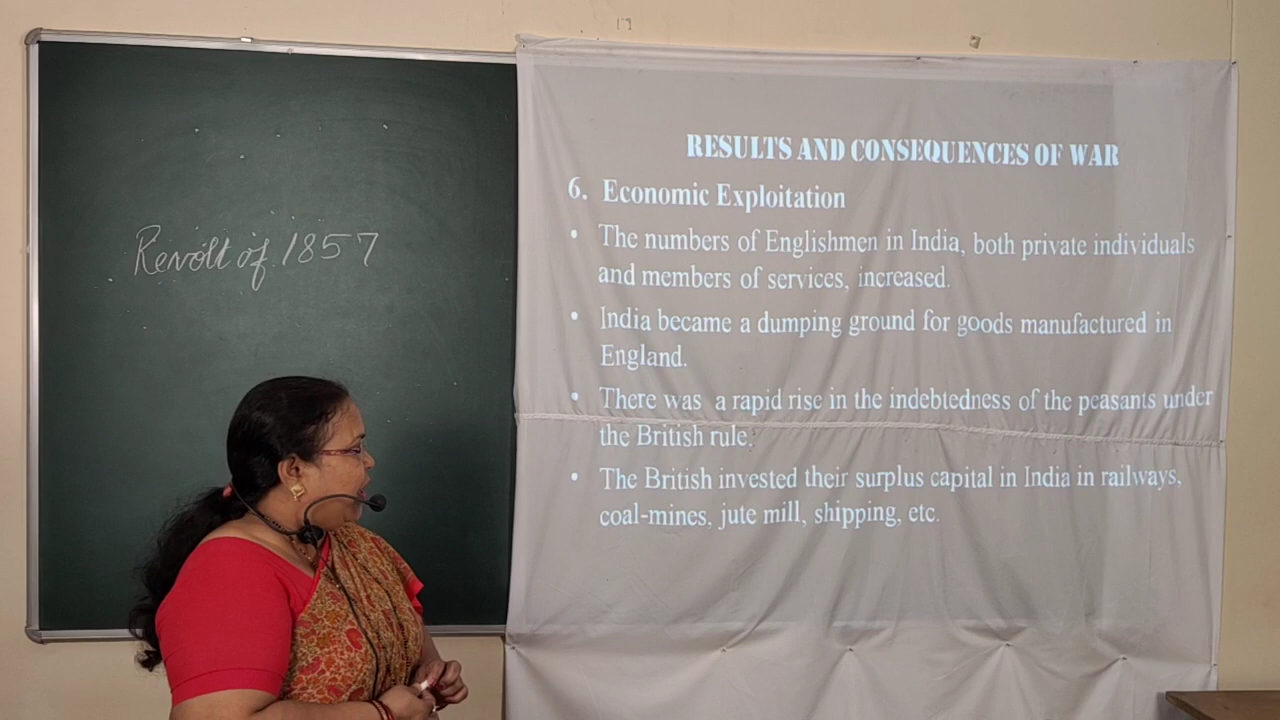 Revolt of 1857
RESULTS AND CONSEQUENCES OF WAR
6. Economic Exploitation
• The numbers of Englishmen in India, both private individuals
and members of services, increased.
• India became a dumping ground for goods manufactured in
England.
• There was a rapid rise in the indebtedness of the peasants under
the British rule.
• The British invested their surplus capital in India in railways,
coal-mines, jute mill, shipping, etc.